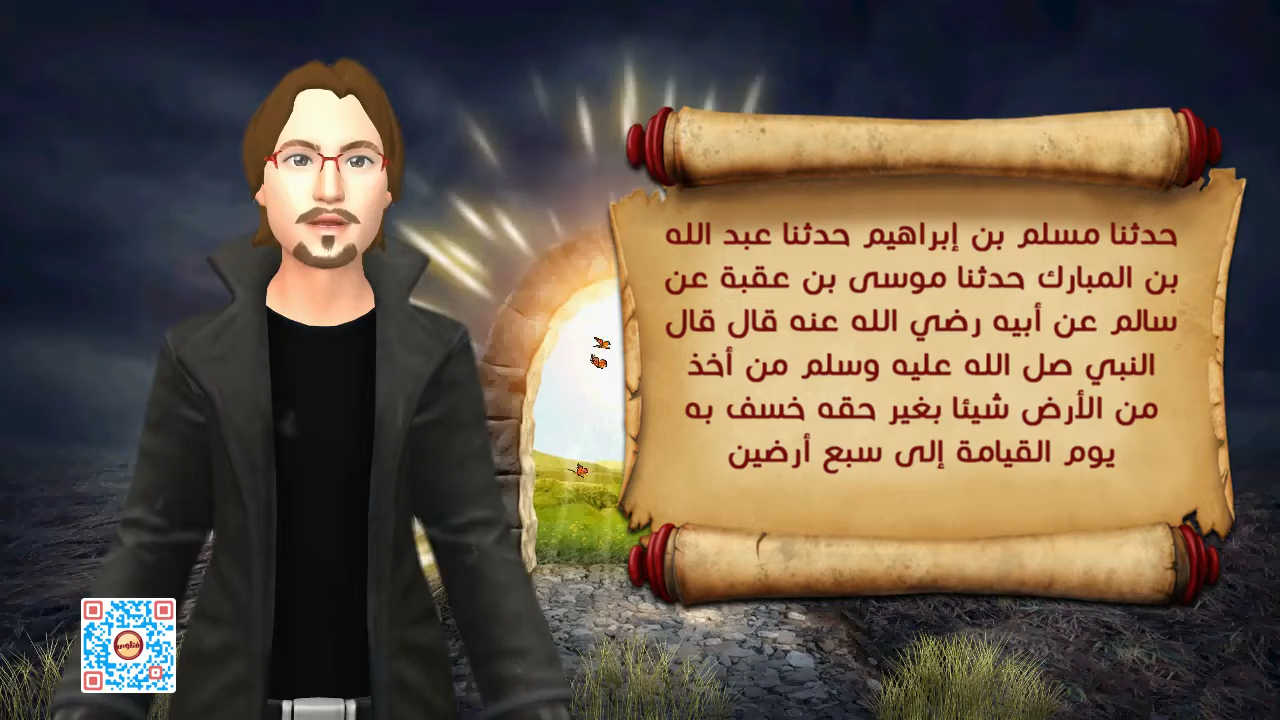 حدثنا مسلم بن إبراهيم حدثنا عبد الله
بن المبارك حدثنا موسى بن عقبة عن
سالم عن أبيه رضي الله عنه قال قال
النبي صل الله عليه وسلم من أخذ
من الأرض شيئا بغير حقه خسف به
يوم القيامة إلى سبع أرضين